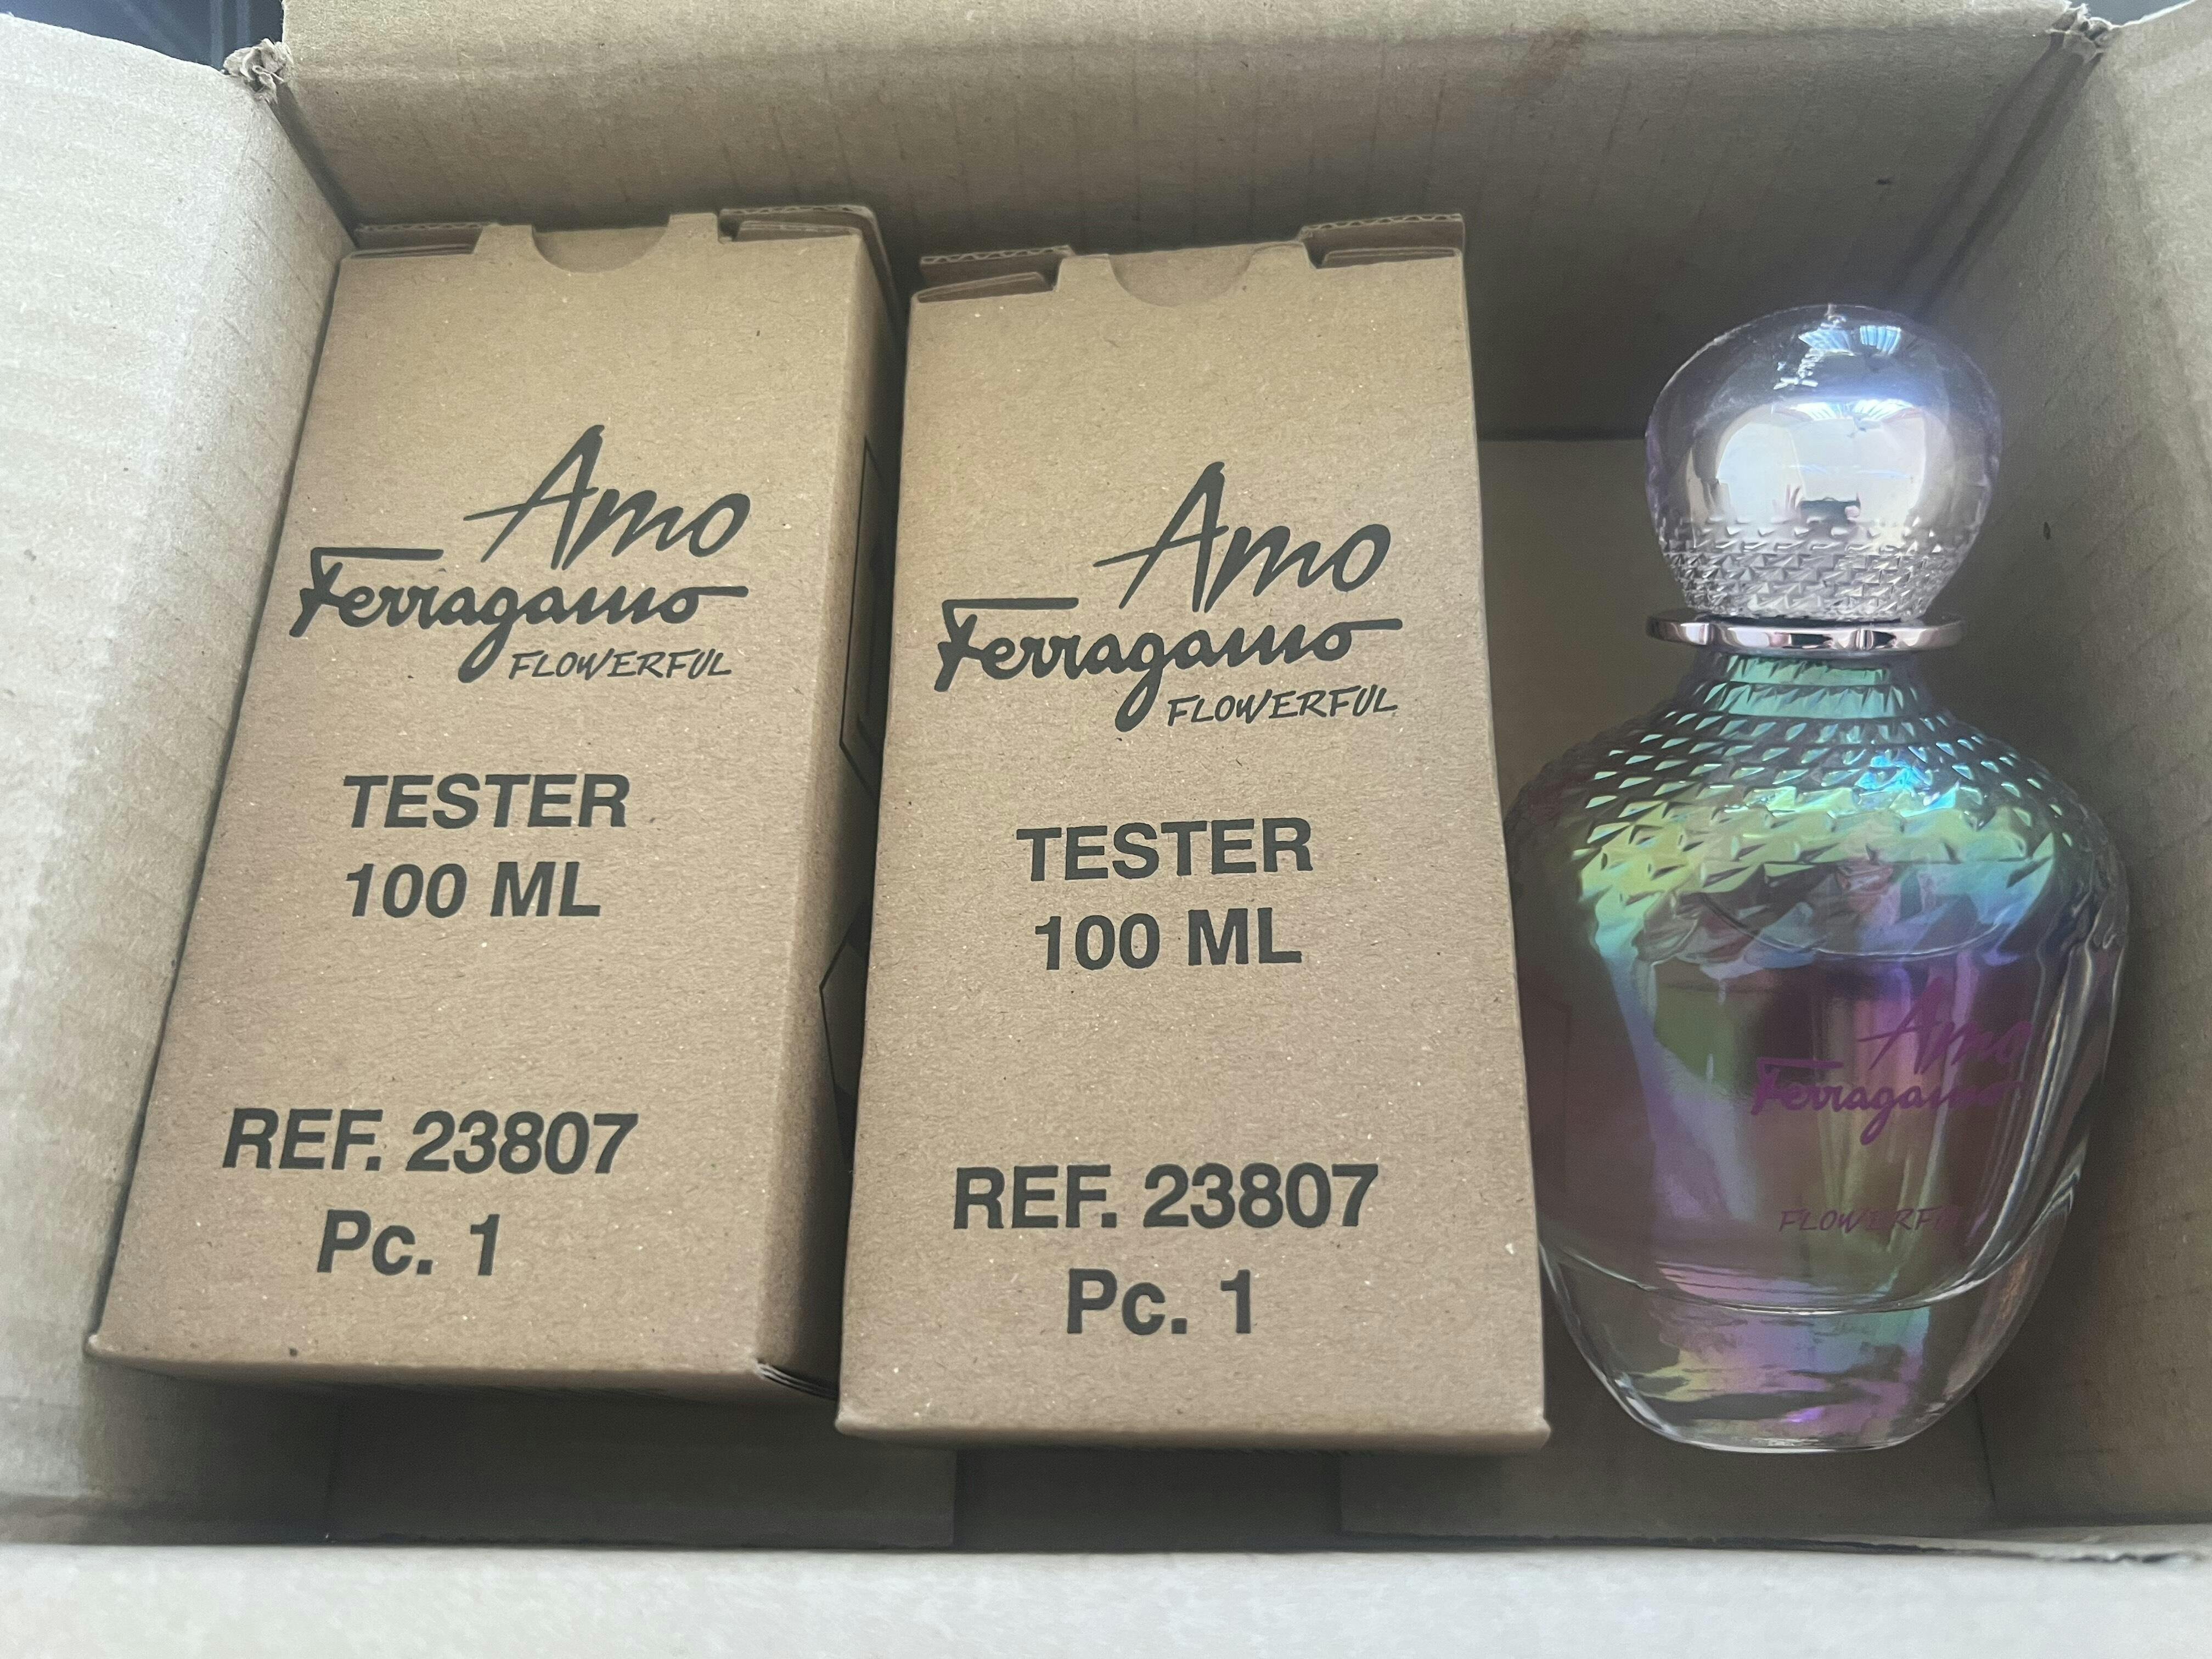 Amo
Ferragamo
FLOWERFUL
TESTER
100 ML
REF. 23807
Pc. 1
Amo
Ferragamo
FLOWERFUL
TESTER
100 ML
REF. 23807
Pc. 1
Amo
Ferragamo
FLOWERFUL